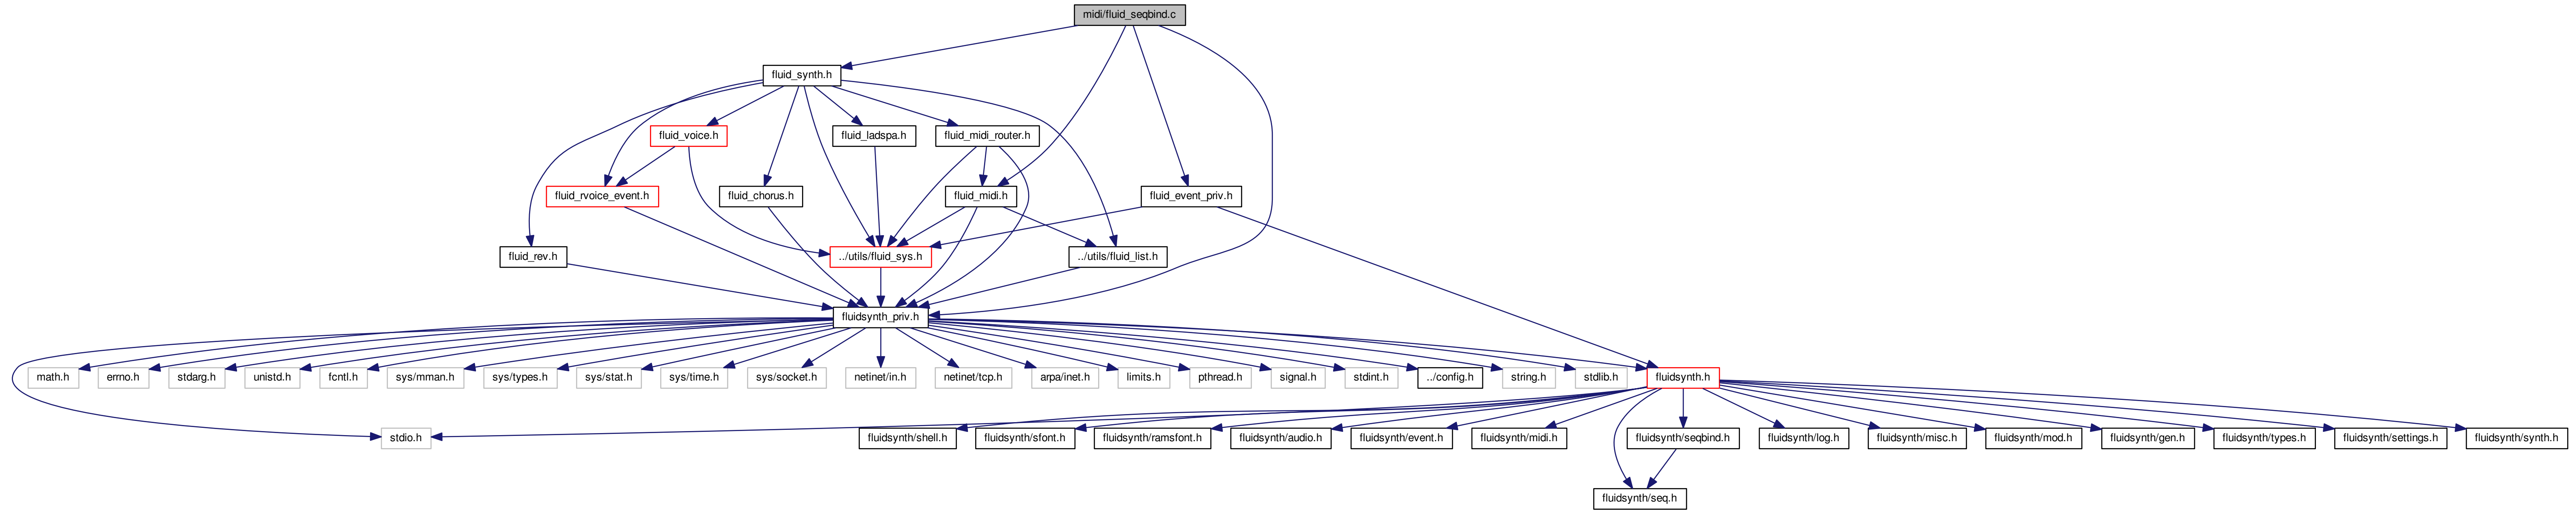 midi/fluid_seqbind.c
fluid_synth.h
fluid_voice.h
fluid_ladspa.h
fluid_midi_router.h
fluid_rvoice_event.h
fluid_chorus.h
fluid_midi.h
fluid_event_priv.h
fluid_rev.h
../utils/fluid_sys.h
../utils/fluid_list.h
fluidsynth_priv.h
math.h
errno.h
stdarg.h
unistd.h
fcntl.h
sys/mman.h
sys/types.h
sys/stat.h
sys/time.h
sys/socket.h
netinet/in.h
netinet/tcp.h
arpa/inet.h
limits.h
pthread.h
signal.h
stdint.h
../config.h
string.h
stdlib.h
fluidsynth.h
stdio.h
fluidsynth/shell.h
fluidsynth/sfont.h
fluidsynth/ramsfont.h
fluidsynth/audio.h
fluidsynth/event.h
fluidsynth/midi.h
fluidsynth/seqbind.h
fluidsynth/log.h
fluidsynth/misc.h
fluidsynth/mod.h
fluidsynth/gen.h
fluidsynth/types.h
fluidsynth/settings.h
fluidsynth/synth.h
fluidsynth/seq.h